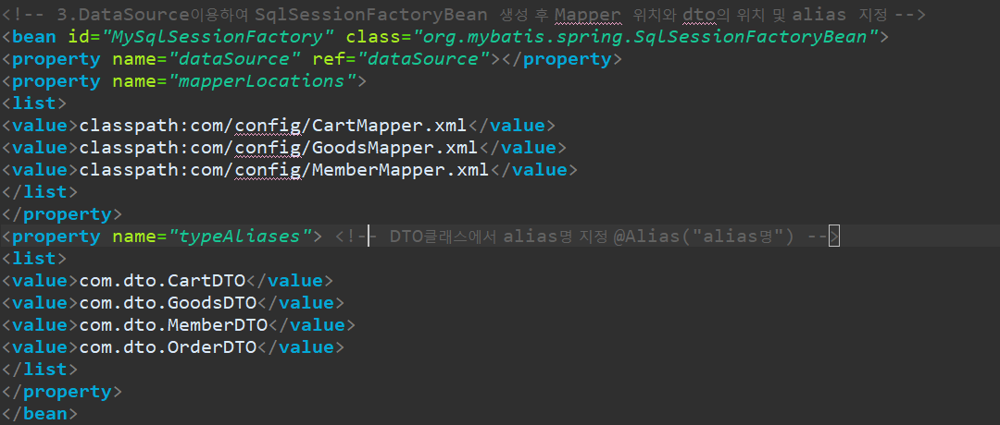 <!-- 3.DataSource이용하여 SqlSessionFactoryBean 생성 후 Mapper 위치와 dto의 위치 및 alias 지정 -->
<bean id="MySqlSessionFactory" class="org.mybatis.spring.SqlSessionFactoryBean">
<property name="dataSource" ref="dataSource"></property>
<property name="mapperLocations">
<list>
<value>classpath:com/config/CartMapper.xml</value>
<value>classpath:com/config/GoodsMapper.xml</value>
<value>classpath:com/config/MemberMapper.xml</value>
</list>
</property>
<property name="typeAliases"> <!-- DTO클래스에서 alias명 지정 @Alias("alias명") -->
<list>
<value>com.dto.CartDTO</value>
<value>com.dto.GoodsDTO</value>
<value>com.dto.MemberDTO</value>
<value>com.dto.OrderDTO</value>
</list>
</property>
</bean>